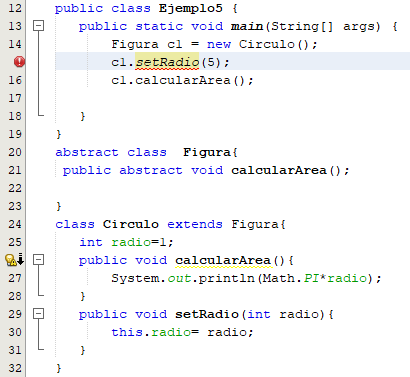 12 public class Ejemplo5 {
13 public static void main(String[] args) {
14 Figura c1 = new Circulo();
c1.setRadio(5);
16 c1.calcularArea();
17
18 }
19 }
20 abstract class  Figura{
21 public abstract void calcularArea();
22
23 }
24 class Circulo extends Figura{
25 int radio=1;
public void calcularArea(){
27 System.out.println(Math.PI*radio);
28 }
29 public void setRadio(int radio){
30 this.radio= radio;
31 }
32 }